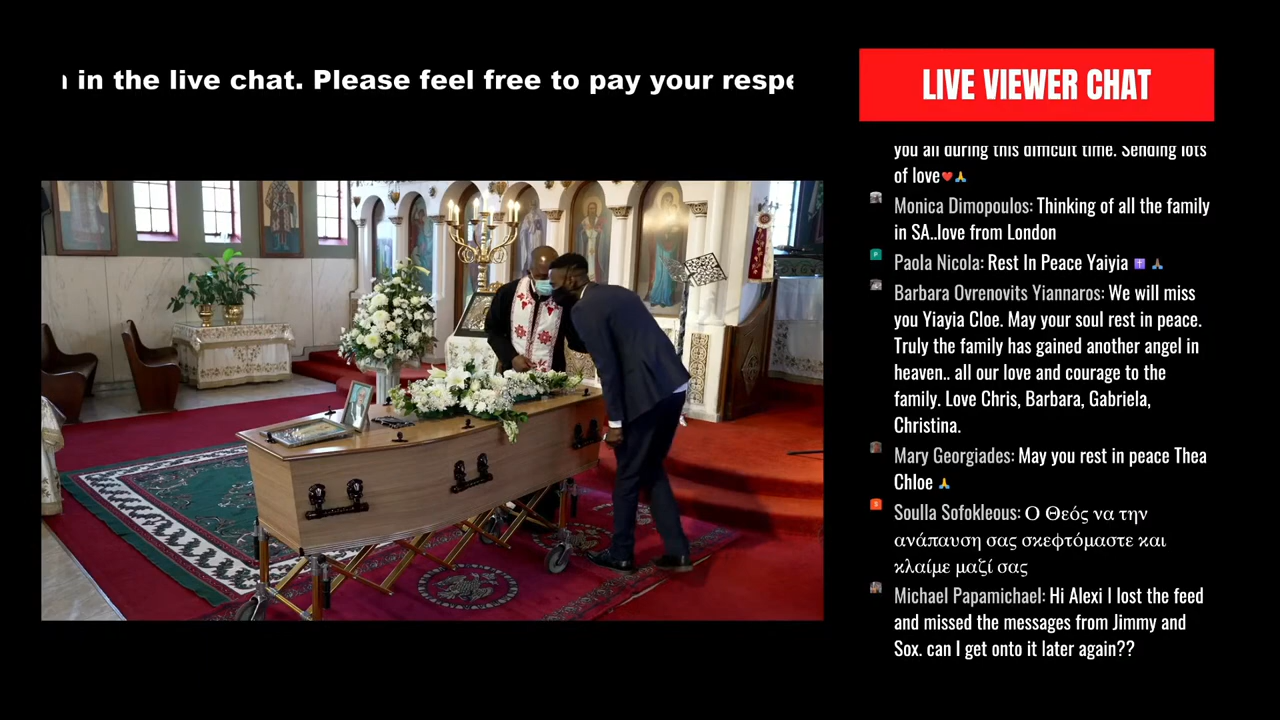 in the live chat. Please feel free to pay your respe
LIVE VIEWER CHAT
you all during this difficult time. Sending lots
of love❤️🙏
Monica Dimopoulos: Thinking of all the family
in SA..love from London
Paola Nicola: Rest In Peace Yaiyia ✝️ 🙏🏾
Barbara Ovrenovits Yiannaros: We will miss
you Yiayia Cloe. May your soul rest in peace.
Truly the family has gained another angel in
heaven.. all our love and courage to the
family. Love Chris, Barbara, Gabriela,
Christina.
Mary Georgiades: May you rest in peace Thea
Chloe 🙏
Soulla Sofokleous: Ο Θεός να την
ανάπαυση σας σκεφτόμαστε και
κλαίμε μαζί σας
Michael Papamichael: Hi Alexi I lost the feed
and missed the messages from Jimmy and
Sox. can I get onto it later again??